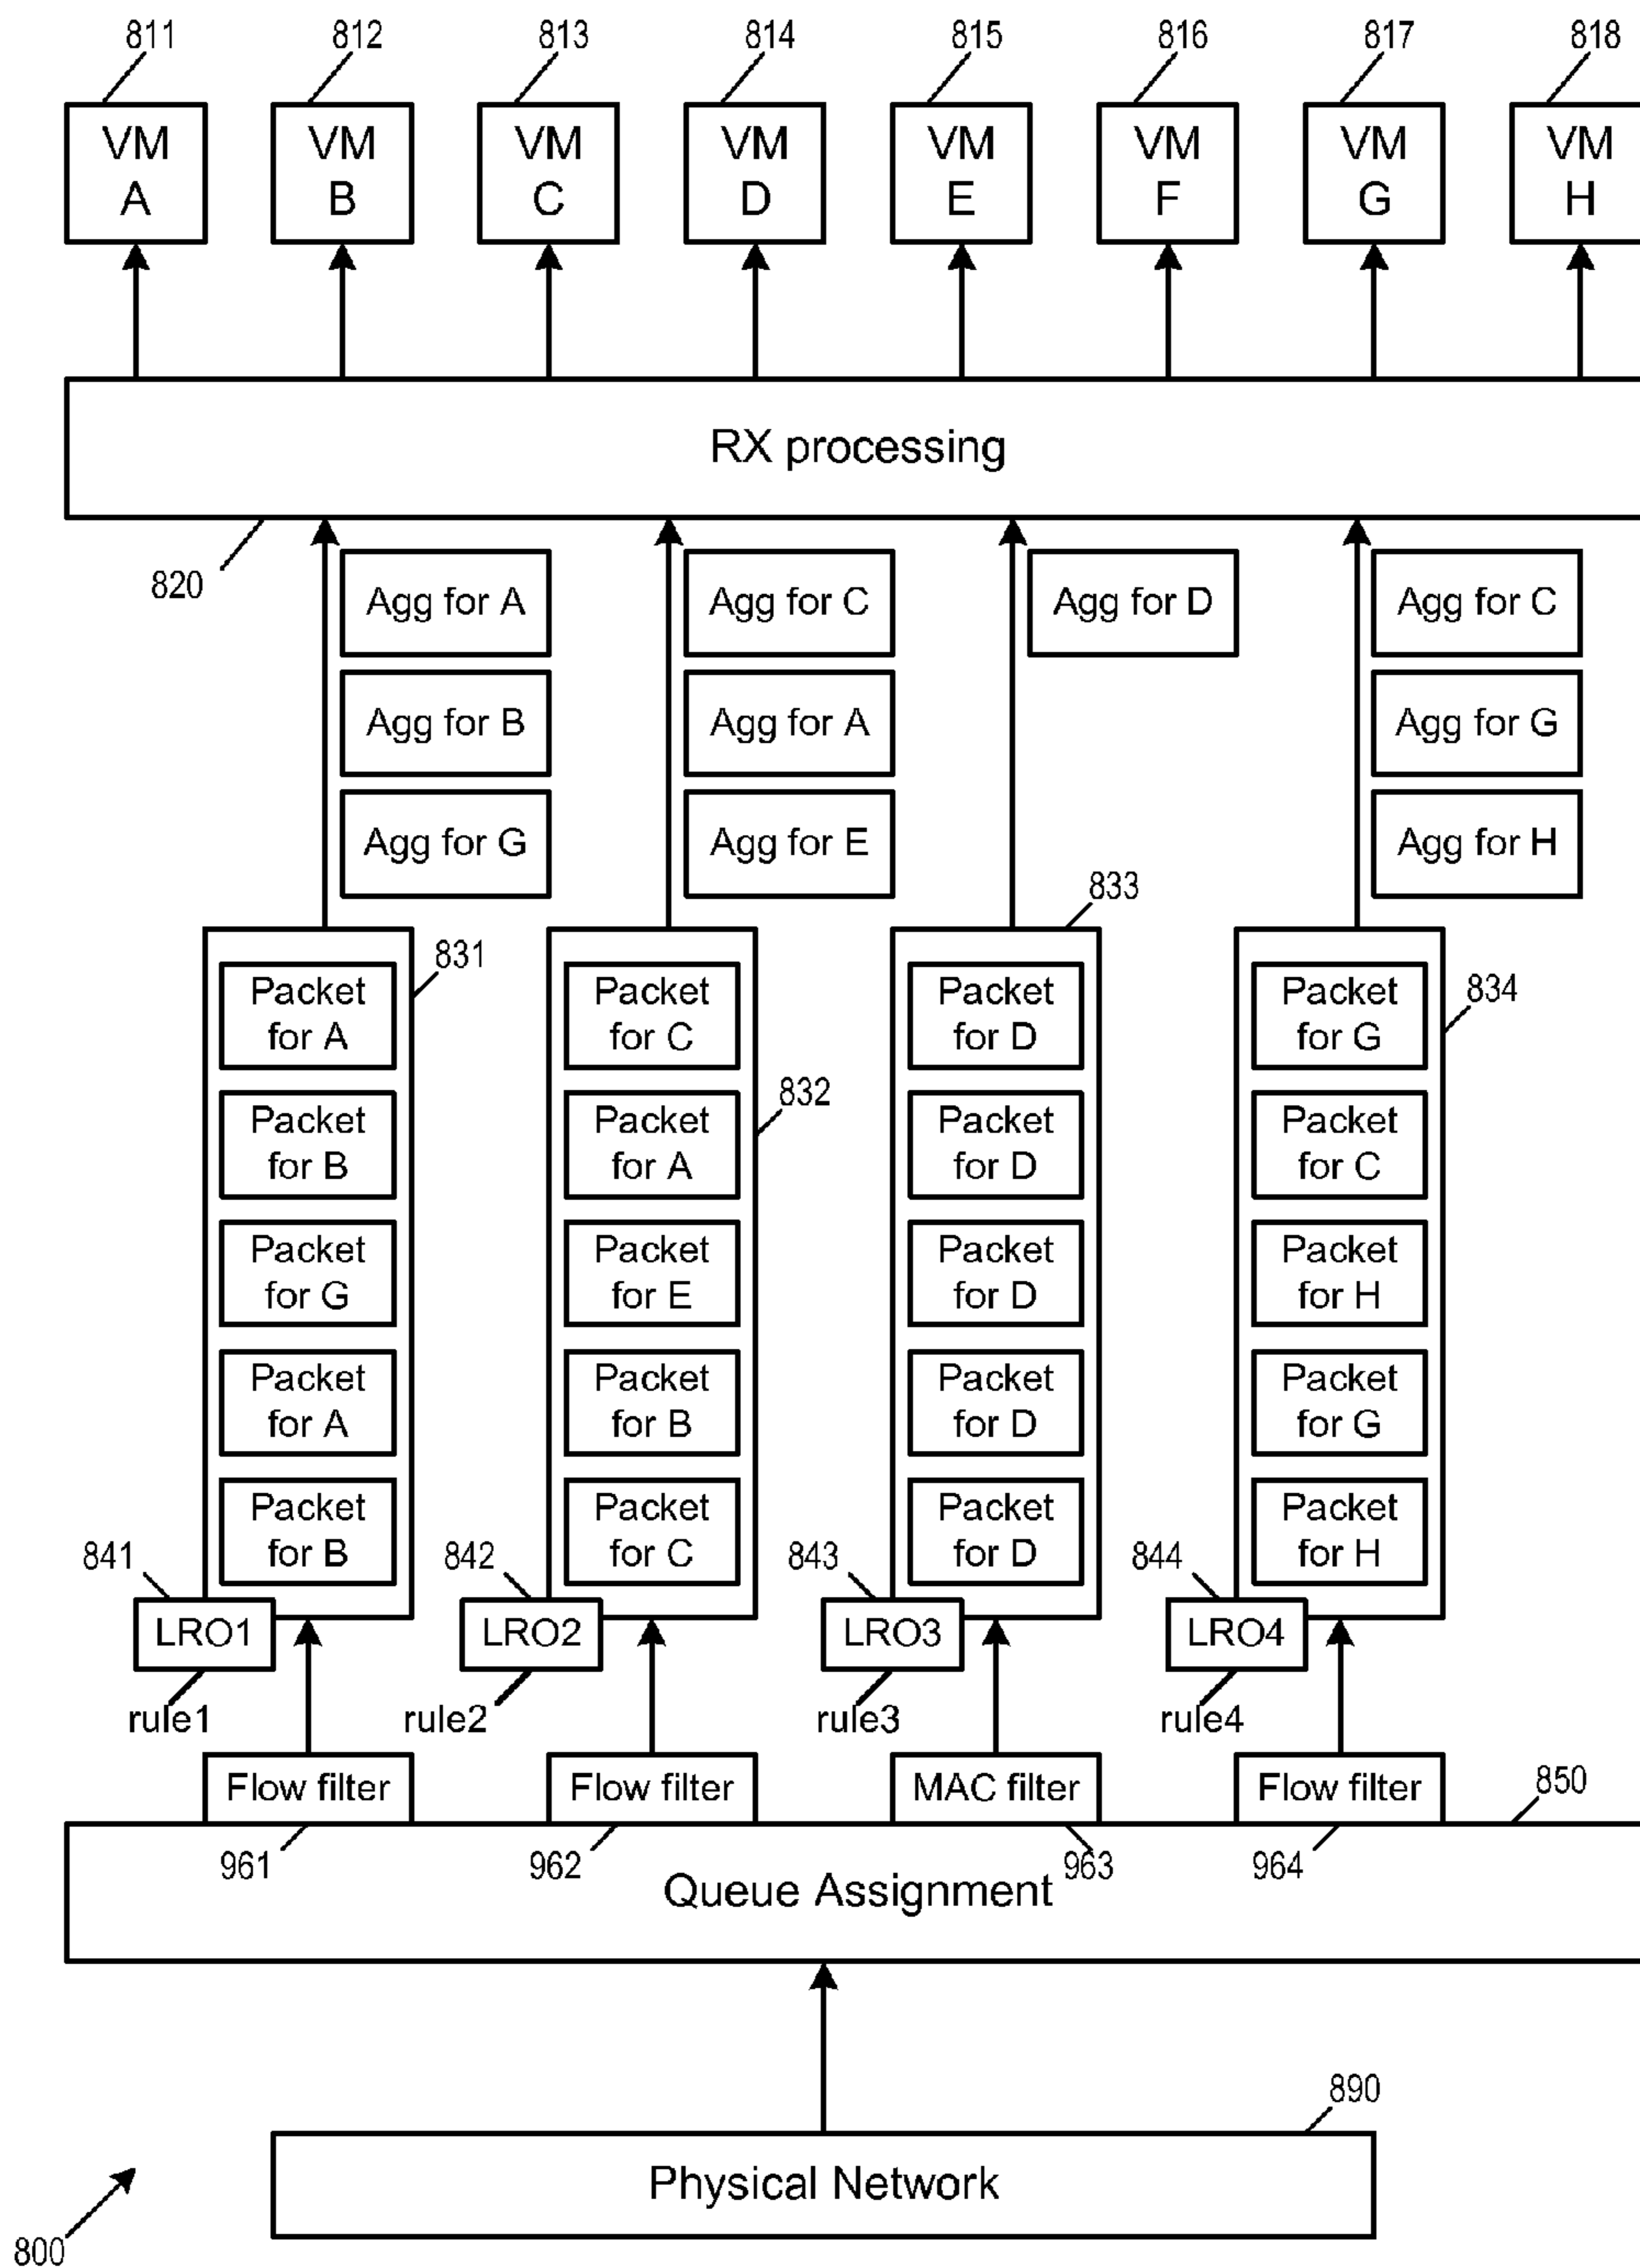 811 812 813 814 815 816 817 818
VM VM VM VM VM VM VM VM
A B C D E F G H
RX processing
820
Agg for A Agg for C Agg for D Agg for C
Agg for B Agg for A Agg for G
Agg for G Agg for E Agg for H
833
831
834
Packet Packet Packet Packet
for A for C for D for G
832
Packet Packet Packet Packet
for B for A for D for C
Packet Packet Packet Packet
for G for E for D for H
Packet Packet Packet Packet
for A for B for D for G
Packet Packet Packet Packet
for B for C for D for H
841 842 843 844
LRO1 LRO2 LRO3 LRO4
rule1 rule2 rule3 rule4
Flow filter Flow filter MAC filter Flow filter
850
961 962 963 964
Queue Assignment
890
Physical Network
800